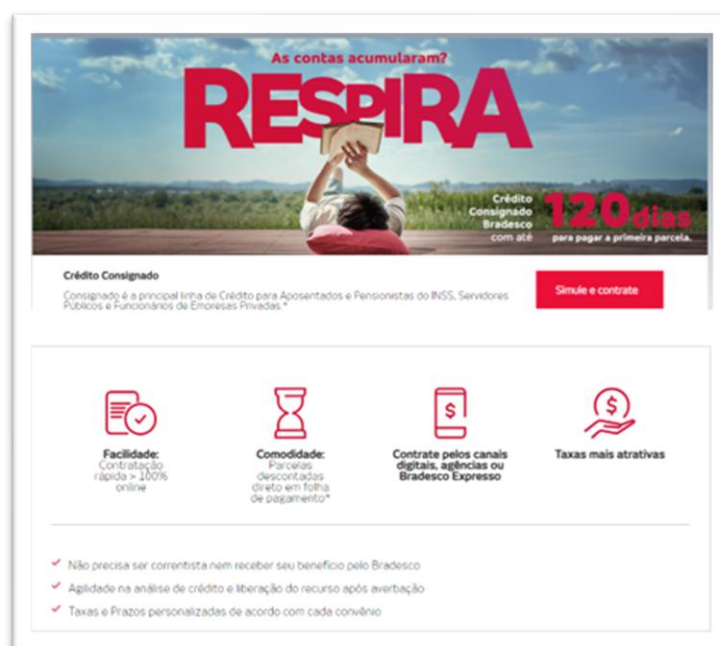 As contas acumularam?
RESPIRA
Crédito
Consignado
Bradesco
com até
120 dias
para pagar a primeira parcela.
Crédito Consignado
Consignado é a principal linha de Crédito para Aposentados e Pensionistas do INSS, Servidores
Públicos e Funcionários de Empresas Privadas.*
Simule e contrate
Facilidade:
Contratação
rápida > 100%
online
Comodidade:
Parcelas
descontadas
direto em folha
de pagamento*
Contrate pelos canais
digitais, agências ou
Bradesco Expresso
Taxas mais atrativas
Não precisa ser correntista nem receber seu benefício pelo Bradesco
Agilidade na análise de crédito e liberação do recurso após averbação
Taxas e Prazos personalizadas de acordo com cada convênio